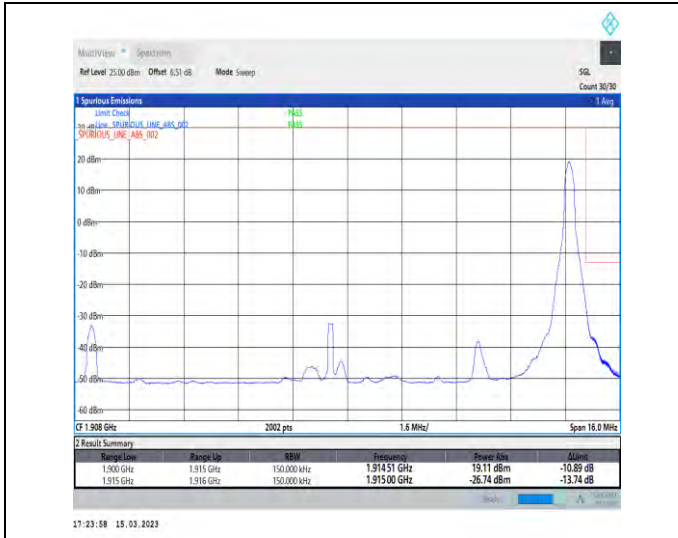 MultiView Spectrum
Ref Level 25.00 dBm Offset 6.51 dB Mode Sweep SGL
Count 30/30
1 Spurious Emissions 1 Avg
Limit Check PASS
Line _SPURIOUS_LINE_ABS_002 PASS
_SPURIOUS_LINE_ABS_002
20 dBm
10 dBm
0 dBm
-10 dBm
-20 dBm
-30 dBm
-40 dBm
-50 dBm
-60 dBm
CF 1.908 GHz 2002 pts 1.6 MHz/ Span 16.0 MHz
2 Result Summary
Range Low Range Up RBW Frequency Power Abs ΔLimit
1.900 GHz 1.915 GHz 150.000 kHz 1.91451 GHz 19.11 dBm -10.89 dB
1.915 GHz 1.916 GHz 150.000 kHz 1.91500 GHz -26.74 dBm -13.74 dB
Ready
17:23:58 15.03.2023